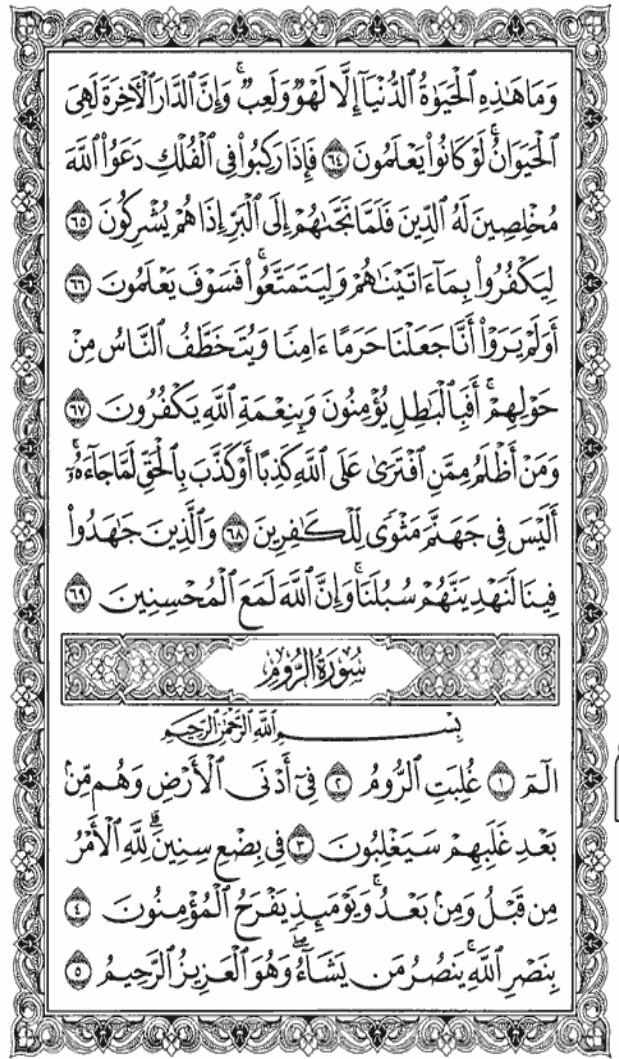 وَمَا هَٰذِهِ ٱلْحَيَوٰةُ ٱلدُّنْيَآ إِلَّا لَهْوٌ وَلَعِبٌ ۚ وَإِنَّ ٱلدَّارَ ٱلْءَاخِرَةَ لَهِىَ
ٱلْحَيَوَانُ ۚ لَوْ كَانُوا۟ يَعْلَمُونَ ٦٤ فَإِذَا رَكِبُوا۟ فِى ٱلْفُلْكِ دَعَوُا۟ ٱللَّهَ
مُخْلِصِينَ لَهُ ٱلدِّينَ فَلَمَّا نَجَّىٰهُمْ إِلَى ٱلْبَرِّ إِذَا هُمْ يُشْرِكُونَ ٦٥
لِيَكْفُرُوا۟ بِمَآ ءَاتَيْنَٰهُمْ وَلِيَتَمَتَّعُوا۟ ۖ فَسَوْفَ يَعْلَمُونَ ٦٦
أَوَلَمْ يَرَوْا۟ أَنَّا جَعَلْنَا حَرَمًا ءَامِنًا وَيُتَخَطَّفُ ٱلنَّاسُ مِنْ
حَوْلِهِمْ ۚ أَفَبِٱلْبَٰطِلِ يُؤْمِنُونَ وَبِنِعْمَةِ ٱللَّهِ يَكْفُرُونَ ٦٧
وَمَنْ أَظْلَمُ مِمَّنِ ٱفْتَرَىٰ عَلَى ٱللَّهِ كَذِبًا أَوْ كَذَّبَ بِٱلْحَقِّ لَمَّا جَآءَهُۥٓ ۚ
أَلَيْسَ فِى جَهَنَّمَ مَثْوًى لِّلْكَٰفِرِينَ ٦٨ وَٱلَّذِينَ جَٰهَدُوا۟
فِينَا لَنَهْدِيَنَّهُمْ سُبُلَنَا ۚ وَإِنَّ ٱللَّهَ لَمَعَ ٱلْمُحْسِنِينَ ٦٩
سُورَةُ الرُّومِ
بِسْمِ ٱللَّهِ ٱلرَّحْمَٰنِ ٱلرَّحِيمِ
الٓمٓ ١ غُلِبَتِ ٱلرُّومُ ٢ فِىٓ أَدْنَى ٱلْأَرْضِ وَهُم مِّنۢ
بَعْدِ غَلَبِهِمْ سَيَغْلِبُونَ ٣ فِى بِضْعِ سِنِينَ ۗ لِلَّهِ ٱلْأَمْرُ
مِن قَبْلُ وَمِنۢ بَعْدُ ۚ وَيَوْمَئِذٍ يَفْرَحُ ٱلْمُؤْمِنُونَ ٤
بِنَصْرِ ٱللَّهِ ۚ يَنصُرُ مَن يَشَآءُ ۖ وَهُوَ ٱلْعَزِيزُ ٱلرَّحِيمُ ٥